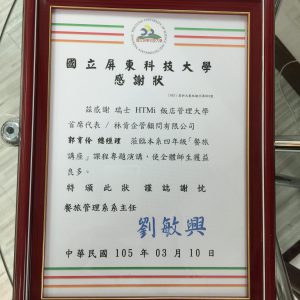 國立屏東科技大學
感謝狀
茲感謝 瑞士 HTMi 飯店管理大學
首席代表 / 林肯企管顧問有限公司
郭育伶 總經理 蒞臨本系四年級「餐旅
講座」課程專題演講,使全體師生獲益
良多。
特頒此狀 謹誌謝忱
餐旅管理系系主任
劉敏興
中華民國 105 年 03 月 10 日